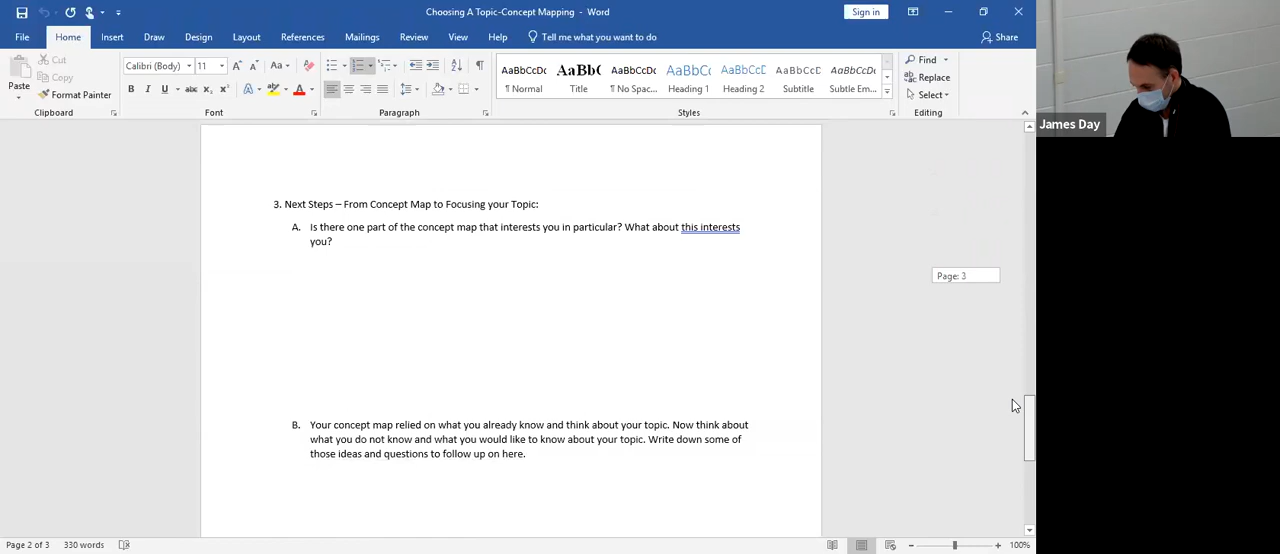 Choosing A Topic-Concept Mapping - Word
Sign in
File Home Insert Draw Design Layout References Mailings Review View Help Tell me what you want to do Share
Paste
Cut
Copy
Format Painter
Clipboard
Calibri (Body) 11
Aa
B I U abc X₂ X²
Font
Paragraph
AaBbCcDc AaBb( AaBbCcDc AaBbCc AaBbCcD AaBbCcD AaBbCcDc
¶ Normal Title ¶ No Spac... Heading 1 Heading 2 Subtitle Subtle Em...
Styles
Find
Replace
Select
Editing
James Day
3. Next Steps – From Concept Map to Focusing your Topic:
A. Is there one part of the concept map that interests you in particular? What about this interests
you?
Page: 3
B. Your concept map relied on what you already know and think about your topic. Now think about
what you do not know and what you would like to know about your topic. Write down some of
those ideas and questions to follow up on here.
Page 2 of 3 330 words
100%